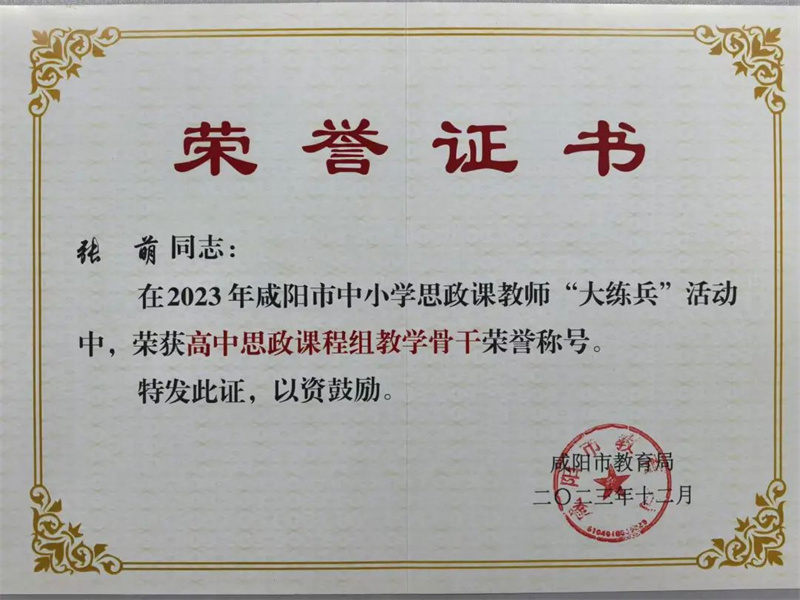 荣誉证书
张 萌同志：
在2023年咸阳市中小学思政课教师“大练兵”活动
中，荣获高中思政课程组教学骨干荣誉称号。
特发此证，以资鼓励。
咸阳市教育局
二〇二三年十二月